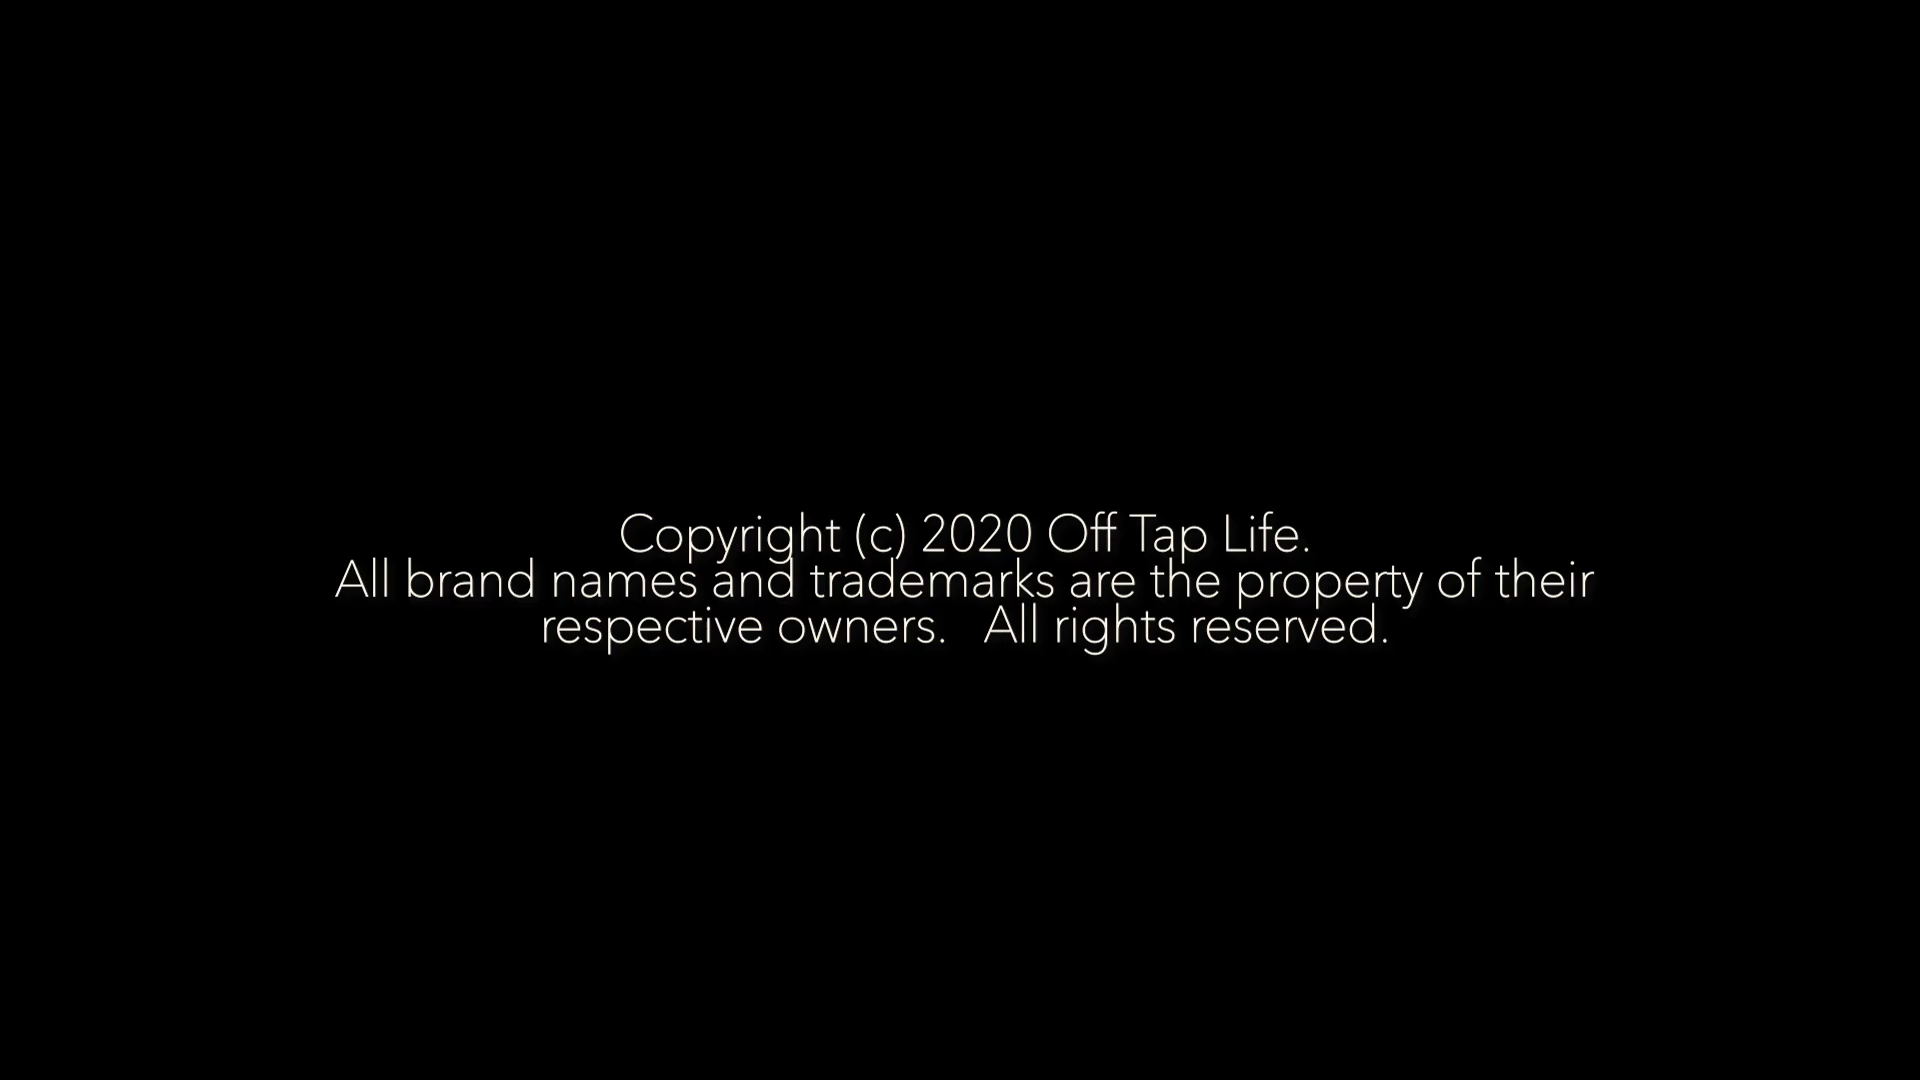 Copyright (c) 2020 Off Tap Life.
All brand names and trademarks are the property of their
respective owners.   All rights reserved.